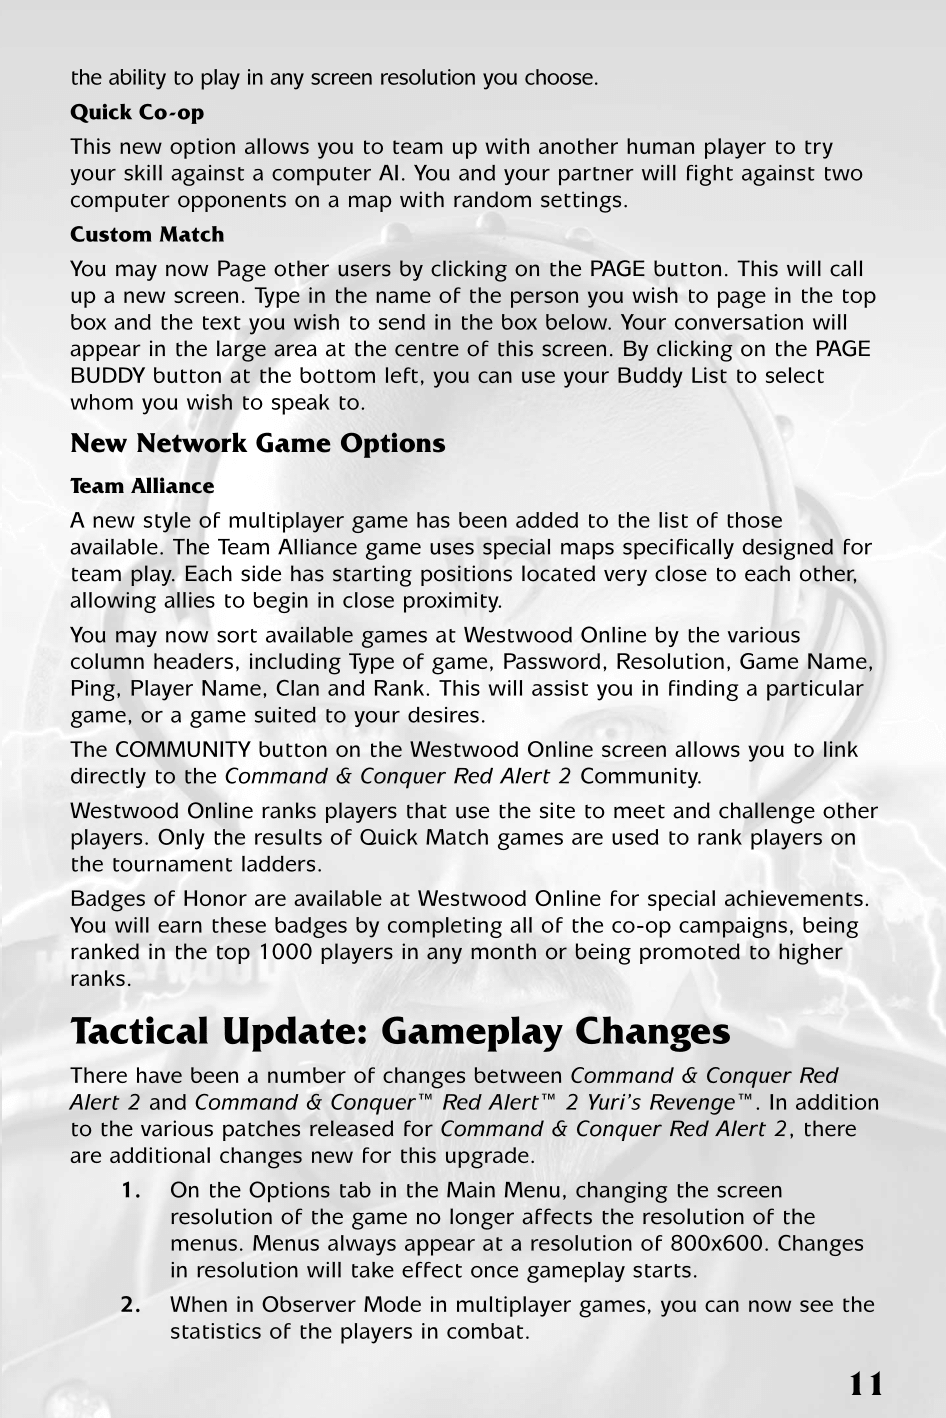 the ability to play in any screen resolution you choose.
Quick Co-op
This new option allows you to team up with another human player to try
your skill against a computer AI. You and your partner will fight against two
computer opponents on a map with random settings.
Custom Match
You may now Page other users by clicking on the PAGE button. This will call
up a new screen. Type in the name of the person you wish to page in the top
box and the text you wish to send in the box below. Your conversation will
appear in the large area at the centre of this screen. By clicking on the PAGE
BUDDY button at the bottom left, you can use your Buddy List to select
whom you wish to speak to.
New Network Game Options
Team Alliance
A new style of multiplayer game has been added to the list of those
available. The Team Alliance game uses special maps specifically designed for
team play. Each side has starting positions located very close to each other,
allowing allies to begin in close proximity.
You may now sort available games at Westwood Online by the various
column headers, including Type of game, Password, Resolution, Game Name,
Ping, Player Name, Clan and Rank. This will assist you in finding a particular
game, or a game suited to your desires.
The COMMUNITY button on the Westwood Online screen allows you to link
directly to the Command & Conquer Red Alert 2 Community.
Westwood Online ranks players that use the site to meet and challenge other
players. Only the results of Quick Match games are used to rank players on
the tournament ladders.
Badges of Honor are available at Westwood Online for special achievements.
You will earn these badges by completing all of the co-op campaigns, being
ranked in the top 1000 players in any month or being promoted to higher
ranks.
Tactical Update: Gameplay Changes
There have been a number of changes between Command & Conquer Red
Alert 2 and Command & Conquer™ Red Alert™ 2 Yuri's Revenge™. In addition
to the various patches released for Command & Conquer Red Alert 2, there
are additional changes new for this upgrade.
1. On the Options tab in the Main Menu, changing the screen
resolution of the game no longer affects the resolution of the
menus. Menus always appear at a resolution of 800x600. Changes
in resolution will take effect once gameplay starts.
2. When in Observer Mode in multiplayer games, you can now see the
statistics of the players in combat.
11